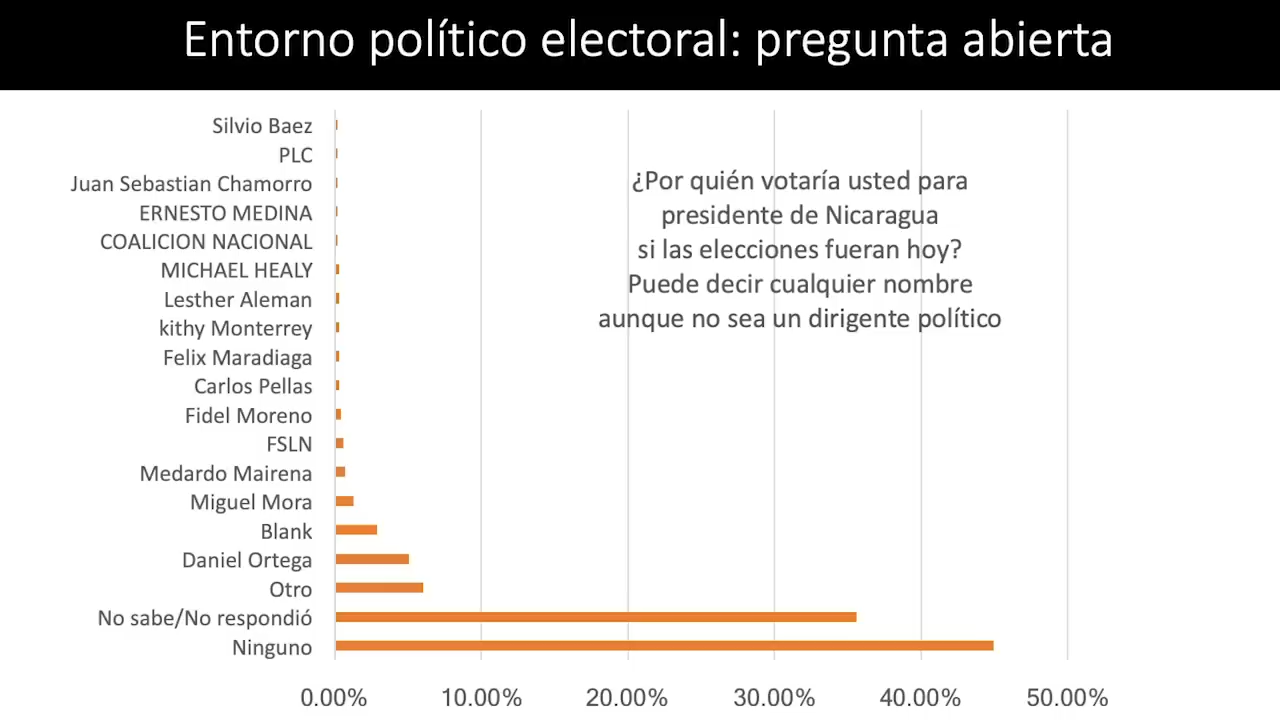 Entorno político electoral: pregunta abierta
Silvio Baez
PLC
Juan Sebastian Chamorro
ERNESTO MEDINA
COALICION NACIONAL
MICHAEL HEALY
Lesther Aleman
kithy Monterrey
Felix Maradiaga
Carlos Pellas
Fidel Moreno
FSLN
Medardo Mairena
Miguel Mora
Blank
Daniel Ortega
Otro
No sabe/No respondió
Ninguno
¿Por quién votaría usted para
presidente de Nicaragua
si las elecciones fueran hoy?
Puede decir cualquier nombre
aunque no sea un dirigente político
0.00% 10.00% 20.00% 30.00% 40.00% 50.00%